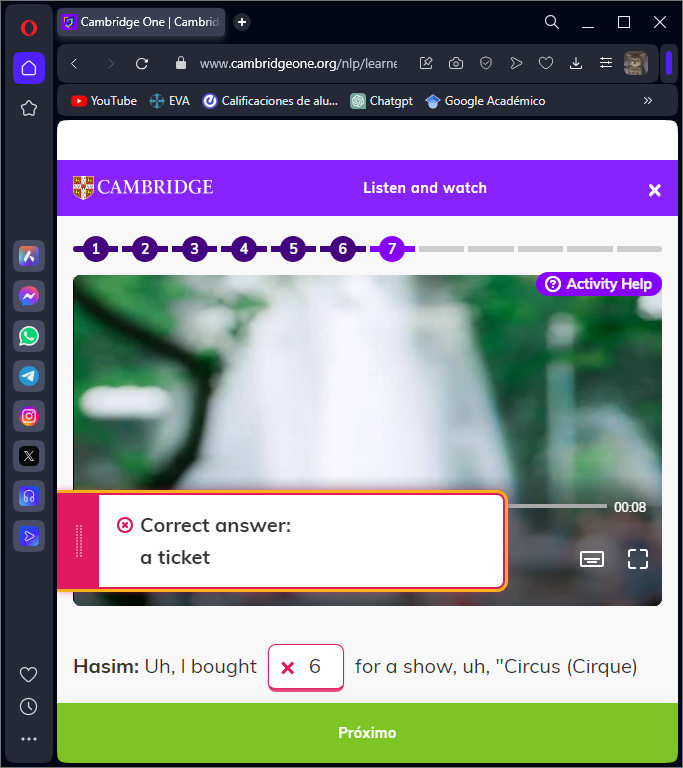 Cambridge One | Cambrid
www.cambridgeone.org/nlp/learne
YouTube EVA Calificaciones de alu... Chatgpt Google Académico »
CAMBRIDGE Listen and watch
1 2 3 4 5 6 7
Activity Help
00:08
Correct answer:
a ticket
Hasim: Uh, I bought 6 for a show, uh, "Circus (Cirque)
Próximo